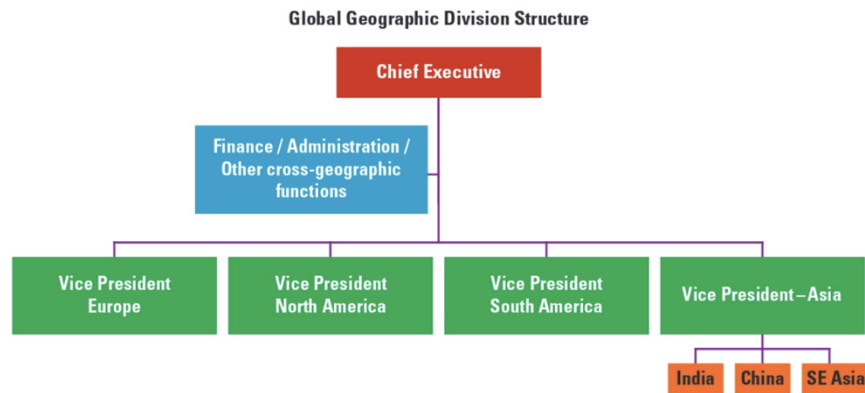 Global Geographic Division Structure
Chief Executive
Finance / Administration /
Other cross-geographic
functions
Vice President
Europe
Vice President
North America
Vice President
South America
Vice President–Asia
India
China
SE Asia